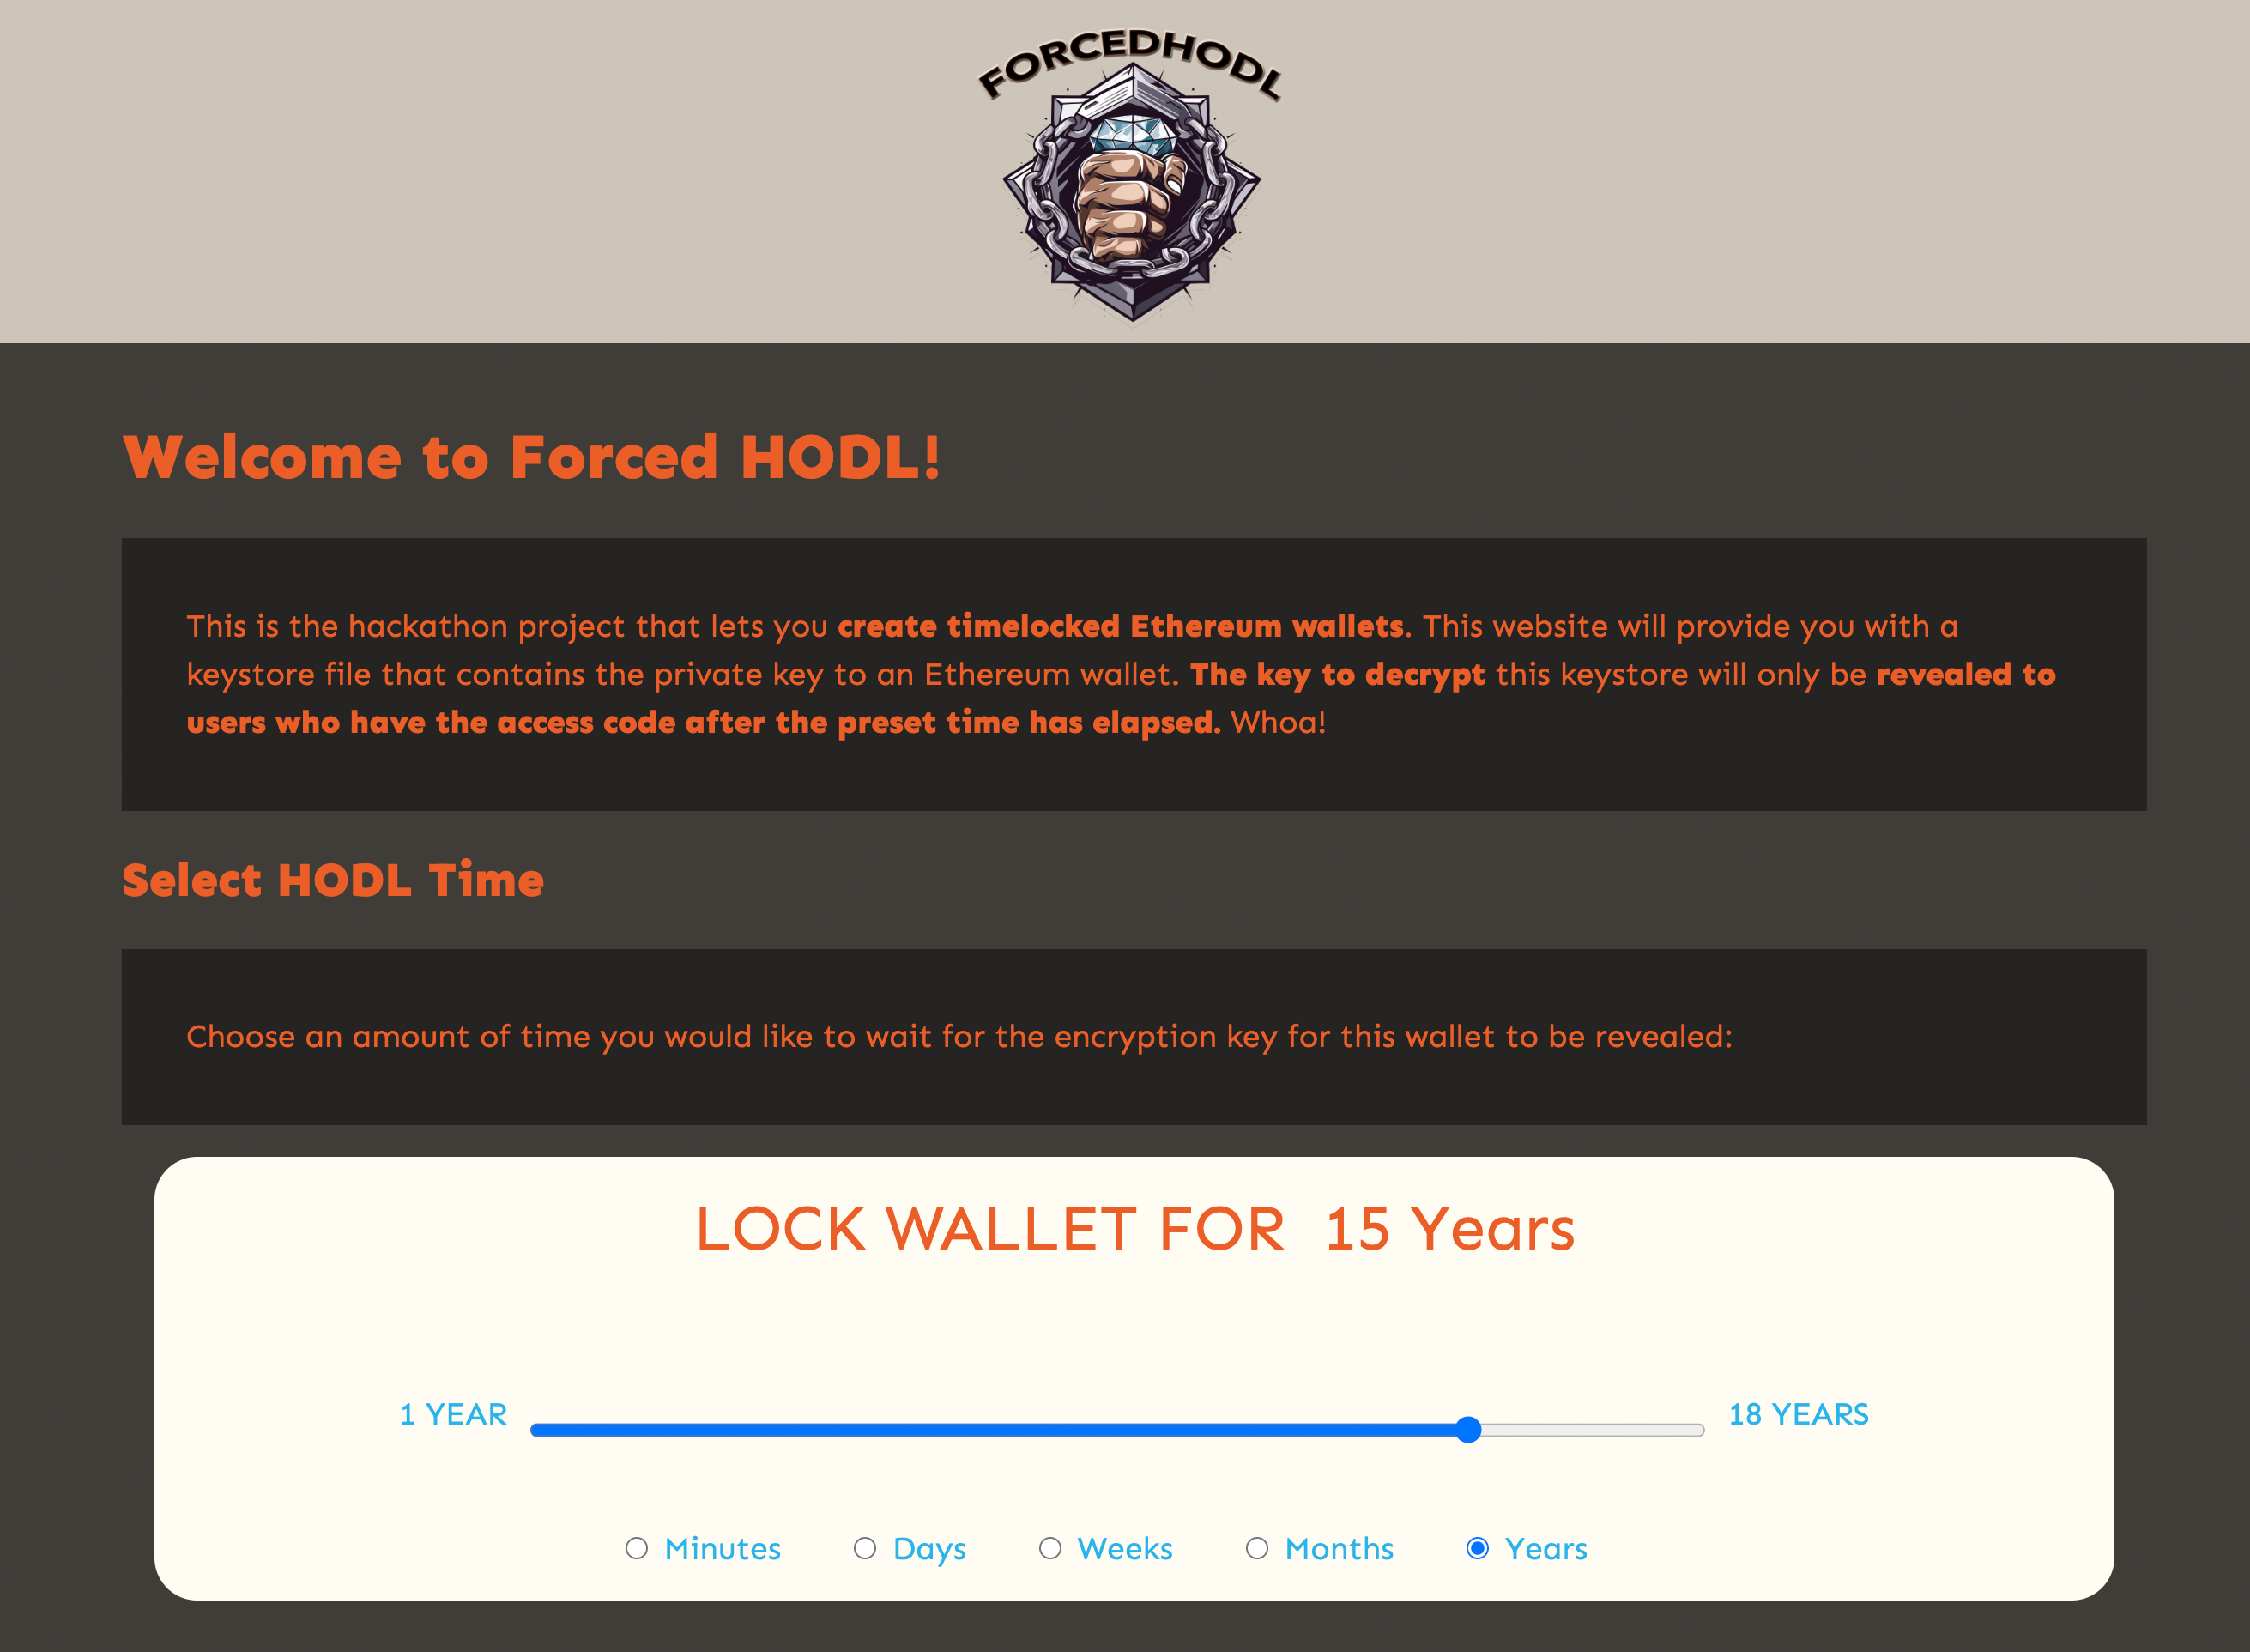 FORCEDHODL
Welcome to Forced HODL!
This is the hackathon project that lets you create timelocked Ethereum wallets. This website will provide you with a
keystore file that contains the private key to an Ethereum wallet. The key to decrypt this keystore will only be revealed to
users who have the access code after the preset time has elapsed. Whoa!
Select HODL Time
Choose an amount of time you would like to wait for the encryption key for this wallet to be revealed:
LOCK WALLET FOR 15 Years
1 YEAR 18 YEARS
Minutes Days Weeks Months Years